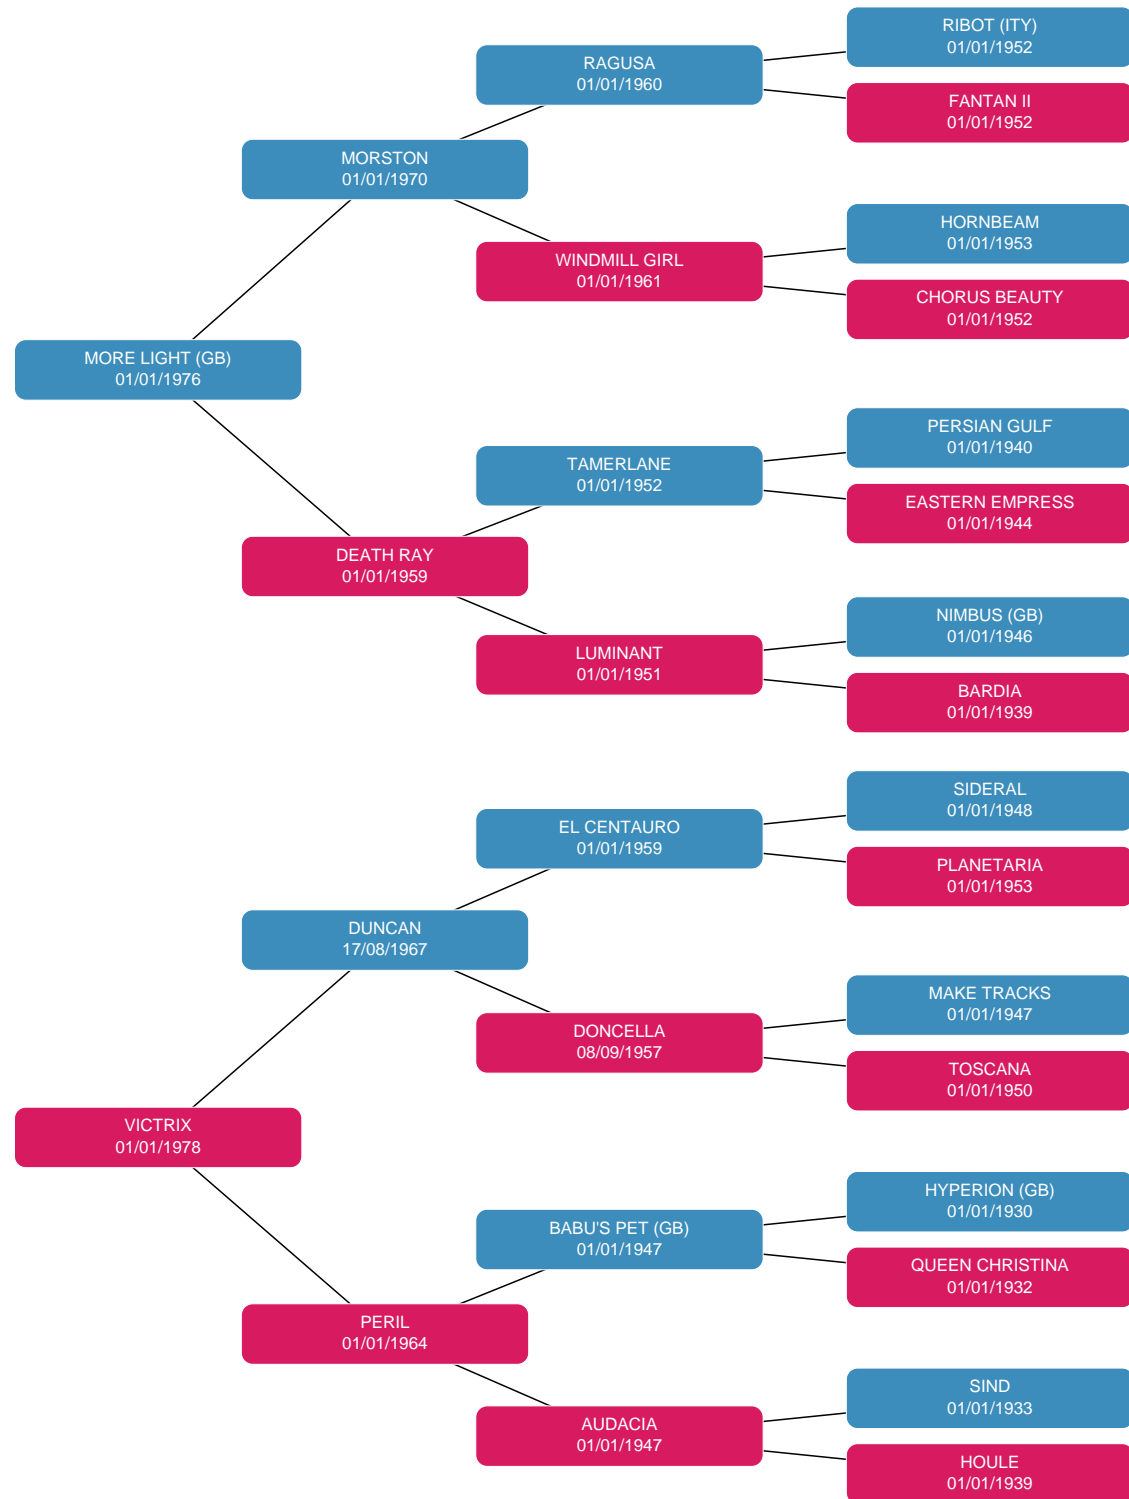 RIBOT (ITY)
01/01/1952
RAGUSA
01/01/1960
FANTAN II
01/01/1952
MORSTON
01/01/1970
HORNBEAM
01/01/1953
WINDMILL GIRL
01/01/1961
CHORUS BEAUTY
01/01/1952
MORE LIGHT (GB)
01/01/1976
PERSIAN GULF
01/01/1940
TAMERLANE
01/01/1952
EASTERN EMPRESS
01/01/1944
DEATH RAY
01/01/1959
NIMBUS (GB)
01/01/1946
LUMINANT
01/01/1951
BARDIA
01/01/1939
SIDERAL
01/01/1948
EL CENTAURO
01/01/1959
PLANETARIA
01/01/1953
DUNCAN
17/08/1967
MAKE TRACKS
01/01/1947
DONCELLA
08/09/1957
TOSCANA
01/01/1950
VICTRIX
01/01/1978
HYPERION (GB)
01/01/1930
BABU'S PET (GB)
01/01/1947
QUEEN CHRISTINA
01/01/1932
PERIL
01/01/1964
SIND
01/01/1933
AUDACIA
01/01/1947
HOULE
01/01/1939